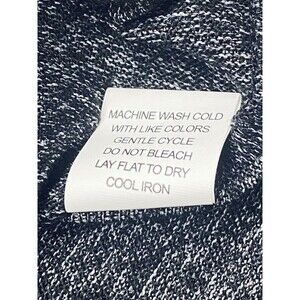 MACHINE WASH COLD
WITH LIKE COLORS
GENTLE CYCLE
DO NOT BLEACH
LAY FLAT TO DRY
COOL IRON